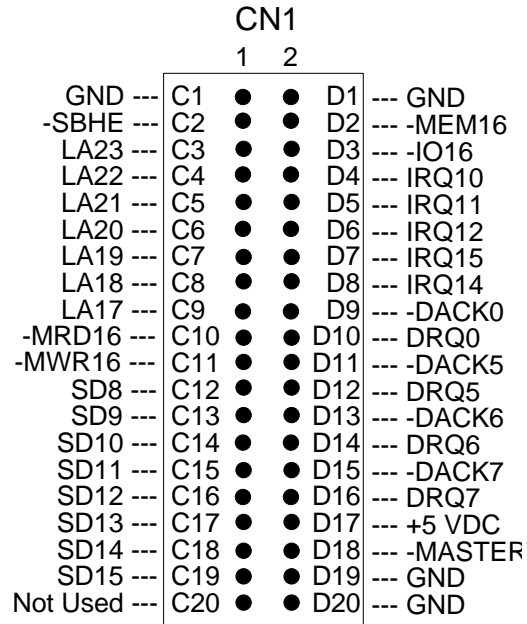 CN1
1 2
GND --- C1 D1 --- GND
-SBHE --- C2 D2 --- -MEM16
LA23 --- C3 D3 --- -IO16
LA22 --- C4 D4 --- IRQ10
LA21 --- C5 D5 --- IRQ11
LA20 --- C6 D6 --- IRQ12
LA19 --- C7 D7 --- IRQ15
LA18 --- C8 D8 --- IRQ14
LA17 --- C9 D9 --- -DACK0
-MRD16 --- C10 D10 --- DRQ0
-MWR16 --- C11 D11 --- -DACK5
SD8 --- C12 D12 --- DRQ5
SD9 --- C13 D13 --- -DACK6
SD10 --- C14 D14 --- DRQ6
SD11 --- C15 D15 --- -DACK7
SD12 --- C16 D16 --- DRQ7
SD13 --- C17 D17 --- +5 VDC
SD14 --- C18 D18 --- -MASTER
SD15 --- C19 D19 --- GND
Not Used --- C20 D20 --- GND